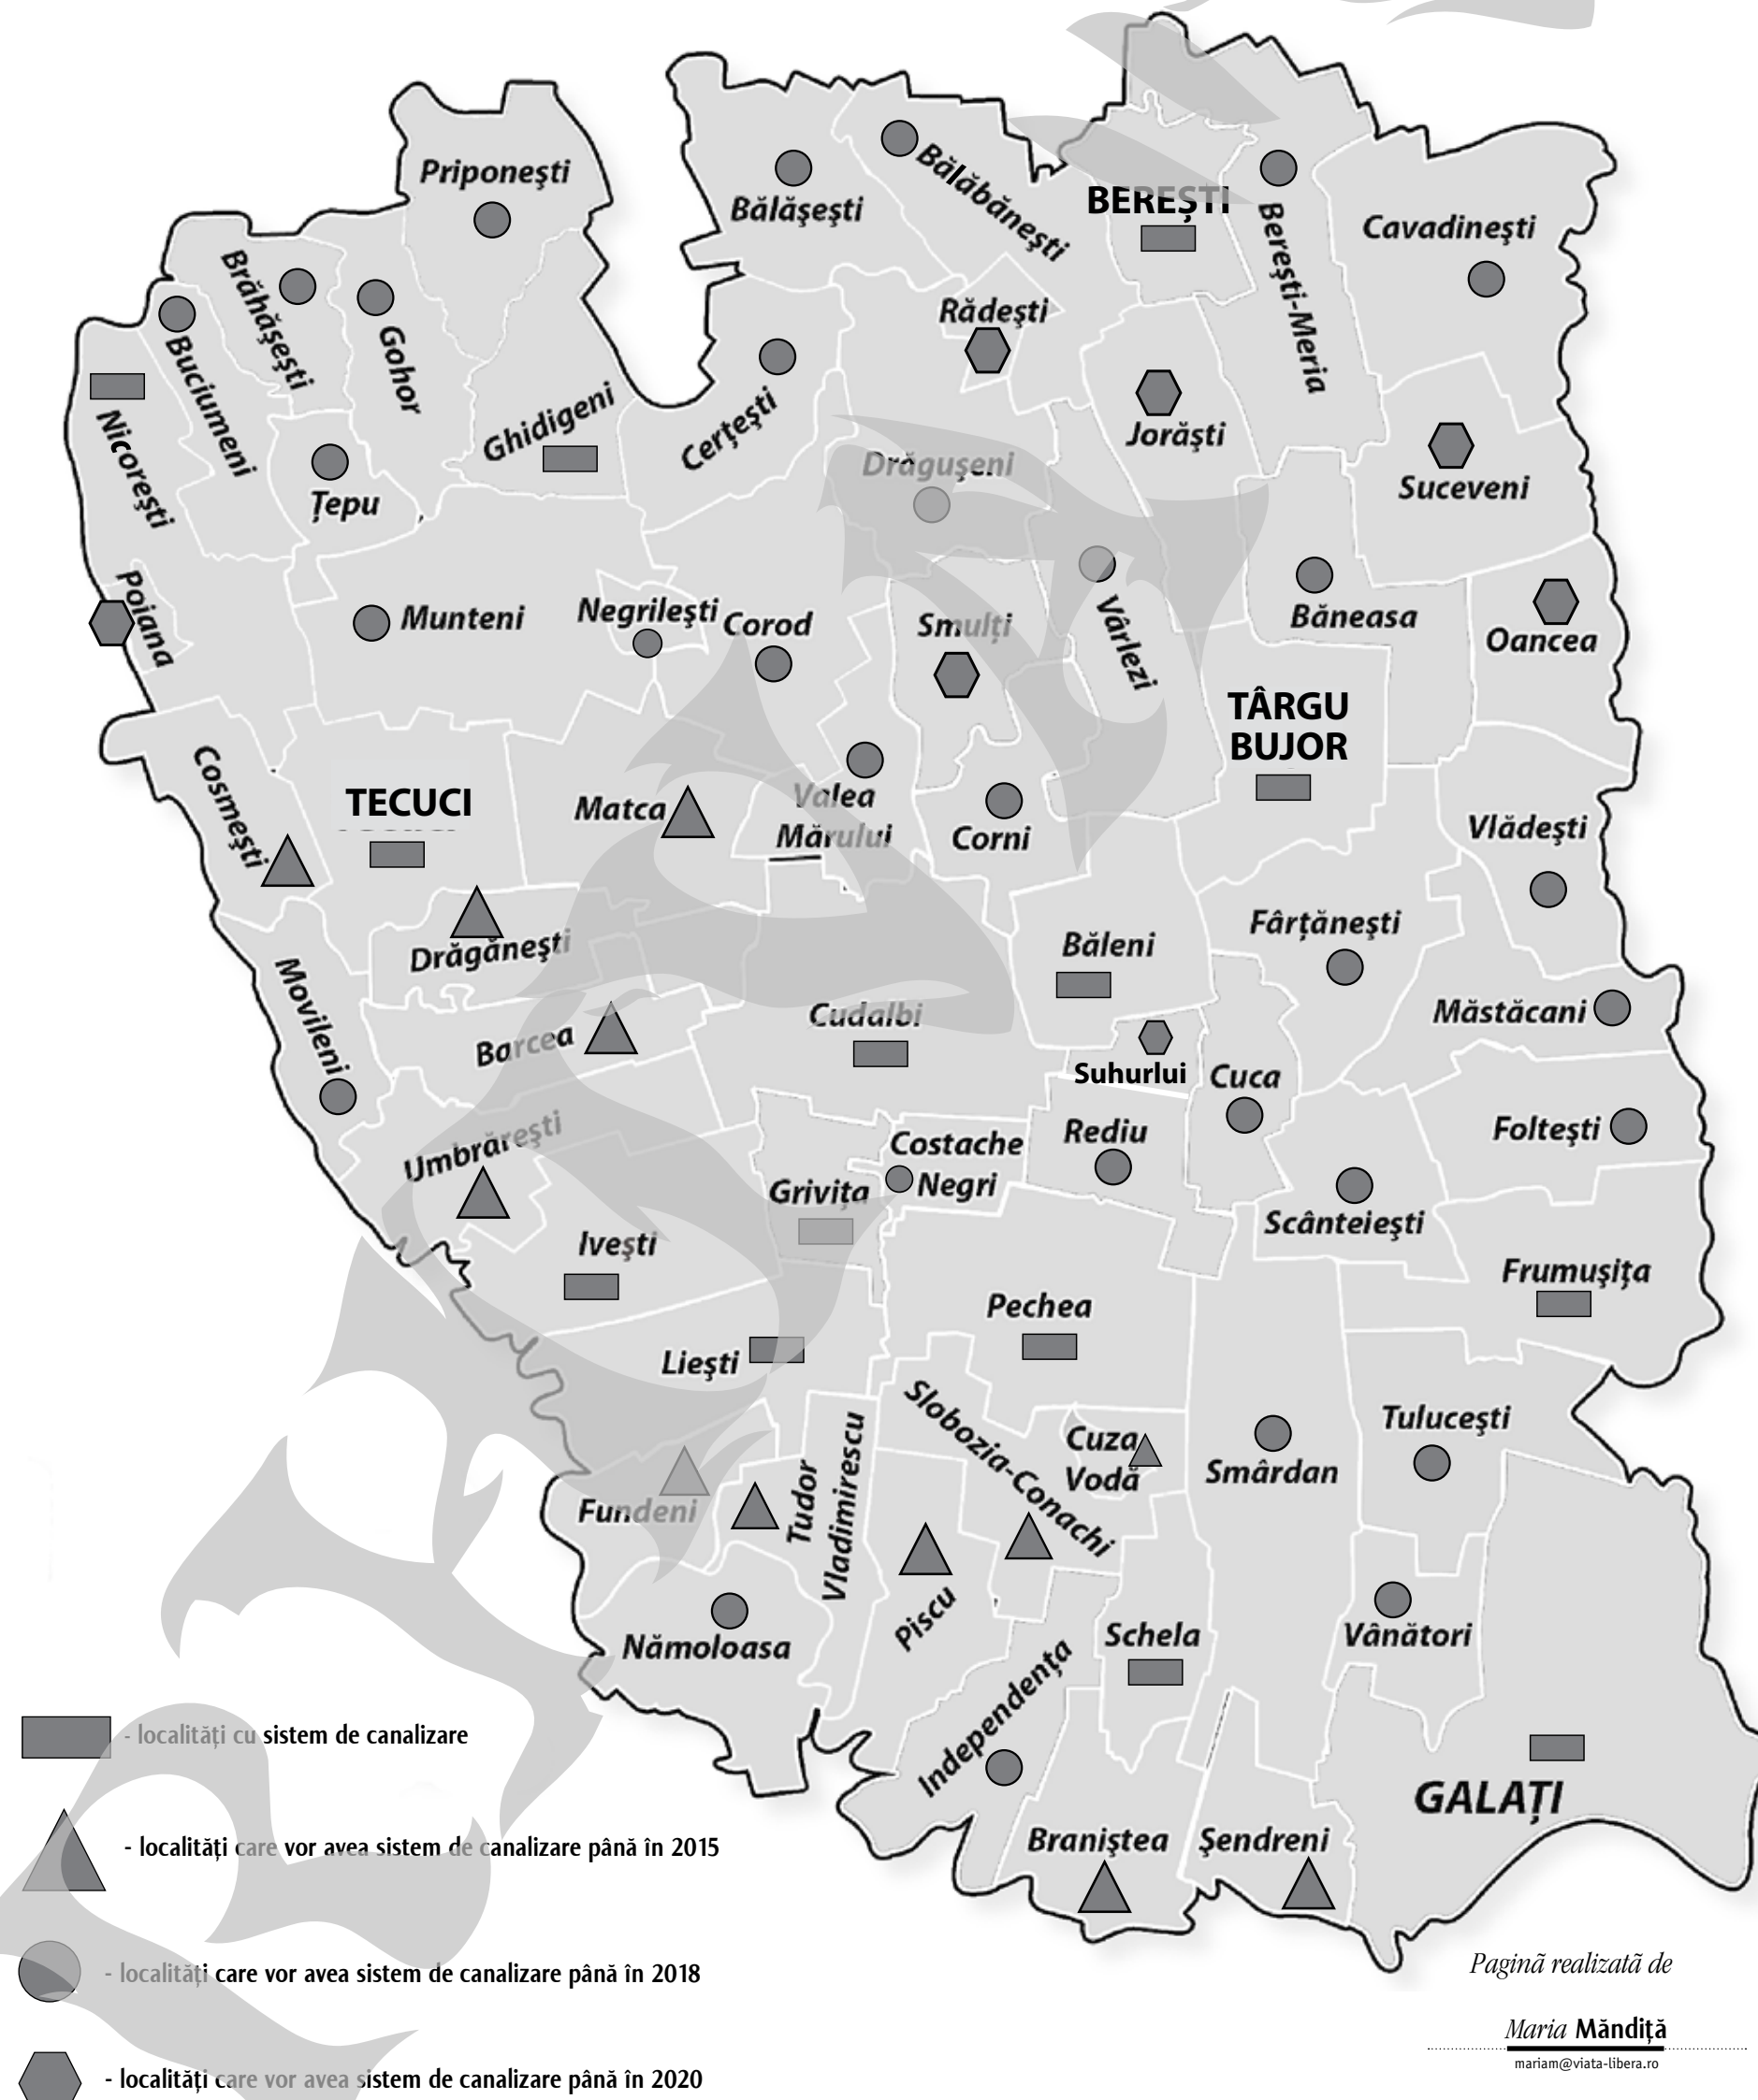 Priponeşti
Bălăşeşti
Bălăbăneşti
BEREŞTI
Bereşti-Meria
Cavadineşti
Brăhăşeşti
Buciumeni
Gohor
Nicoreşti
Ghidigeni
Ţepu
Cerţeşti
Rădeşti
Jorăşti
Drăguşeni
Suceveni
Poiana
Munteni
Negrileşti
Corod
Smulţi
Vârlezi
Băneasa
Oancea
TÂRGU
BUJOR
Cosmeşti
TECUCI
Matca
Valea
Mărului
Corni
Vlădeşti
Drăgăneşti
Băleni
Fârţăneşti
Movileni
Barcea
Cudalbi
Suhurlui
Cuca
Măstăcani
Umbrăreşti
Costache
Negri
Rediu
Folteşti
Griviţa
Scânteieşti
Iveşti
Frumuşiţa
Pechea
Lieşti
Slobozia-Conachi
Cuza
Vodă
Smârdan
Tuluceşti
Fundeni
Tudor
Vladimirescu
Piscu
Nămoloasa
Independenţa
Schela
Vânători
GALAŢI
Braniştea
Şendreni
- localităţi cu sistem de canalizare
- localităţi care vor avea sistem de canalizare până în 2015
- localităţi care vor avea sistem de canalizare până în 2018
- localităţi care vor avea sistem de canalizare până în 2020
Pagină realizată de
Maria Măndiţă
mariam@viata-libera.ro